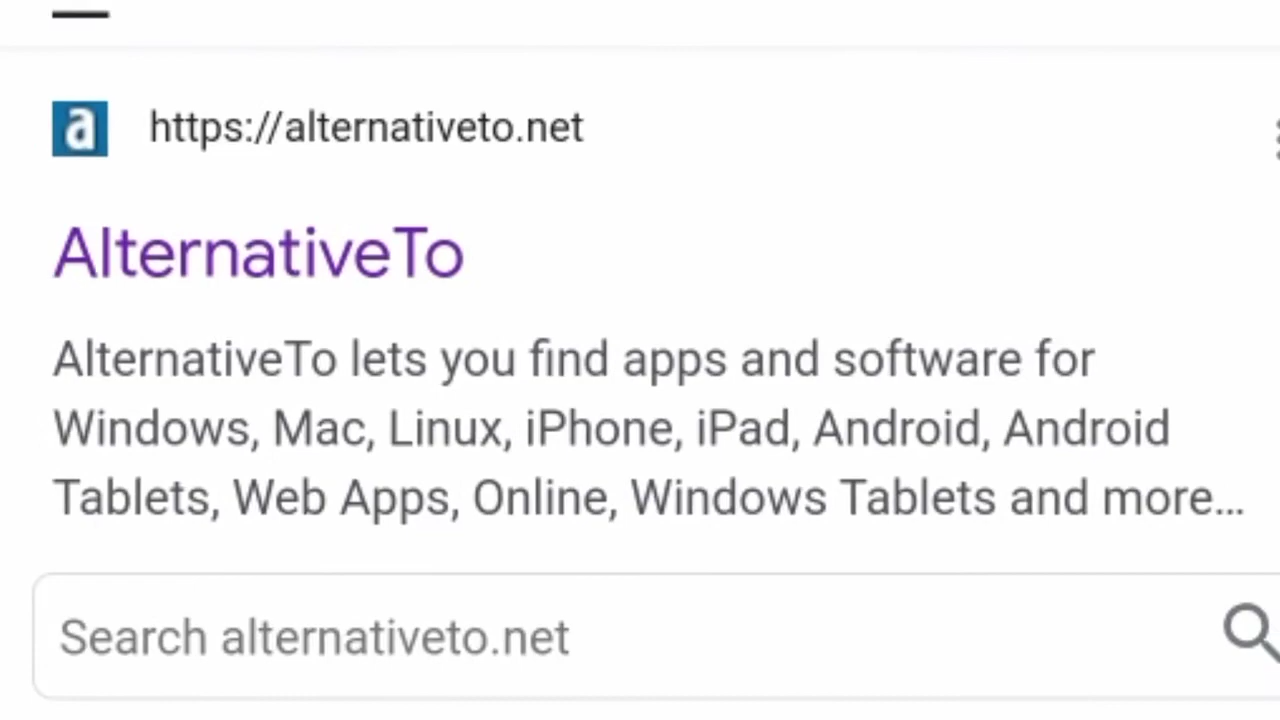 a
https://alternativeto.net
AlternativeTo
AlternativeTo lets you find apps and software for
Windows, Mac, Linux, iPhone, iPad, Android, Android
Tablets, Web Apps, Online, Windows Tablets and more...
Search alternativeto.net